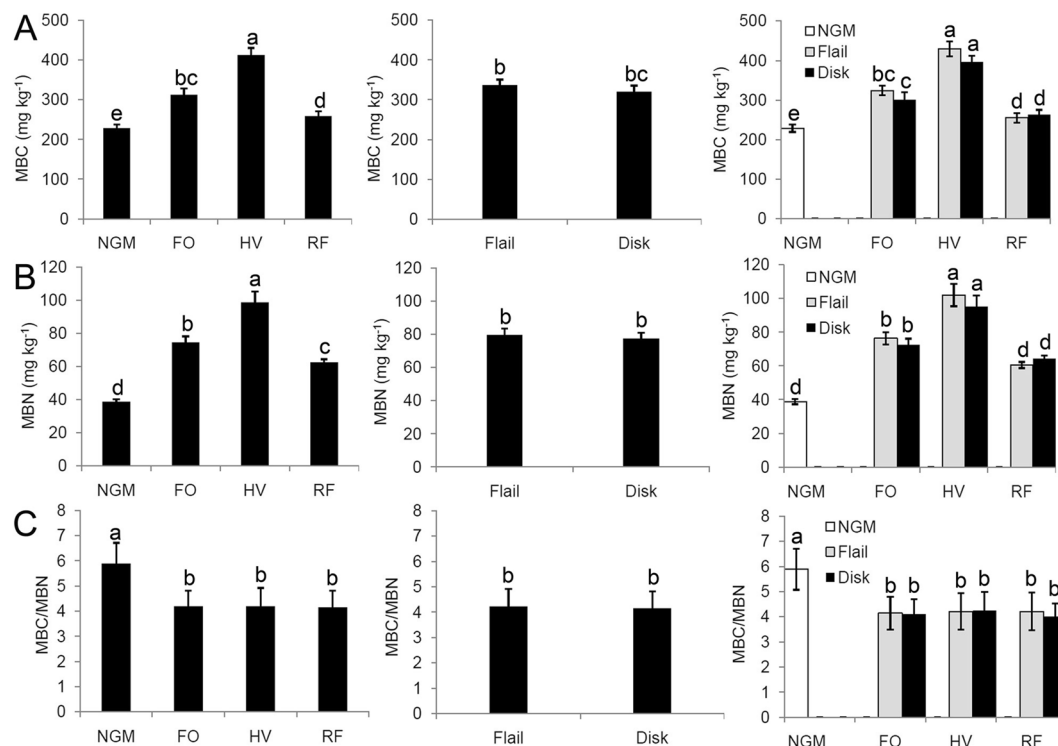 A
MBC (mg kg-1)
500
400
300
200
100
0
e
bc
a
d
NGM FO HV RF
MBC (mg kg-1)
500
400
300
200
100
0
b
bc
Flail Disk
MBC (mg kg-1)
500
400
300
200
100
0
NGM
Flail
Disk
e
bc
c
a
a
d
d
NGM FO HV RF
B
MBN (mg kg-1)
120
100
80
60
40
20
0
d
b
a
c
NGM FO HV RF
MBN (mg kg-1)
120
100
80
60
40
20
0
b
b
Flail Disk
MBN (mg kg-1)
120
100
80
60
40
20
0
NGM
Flail
Disk
d
b
b
a
a
d
d
NGM FO HV RF
C
MBC/MBN
8
7
6
5
4
3
2
1
0
a
b
b
b
NGM FO HV RF
MBC/MBN
8
7
6
5
4
3
2
1
0
b
b
Flail Disk
MBC/MBN
8
7
6
5
4
3
2
1
0
NGM
Flail
Disk
a
b
b
b
b
b
b
NGM FO HV RF